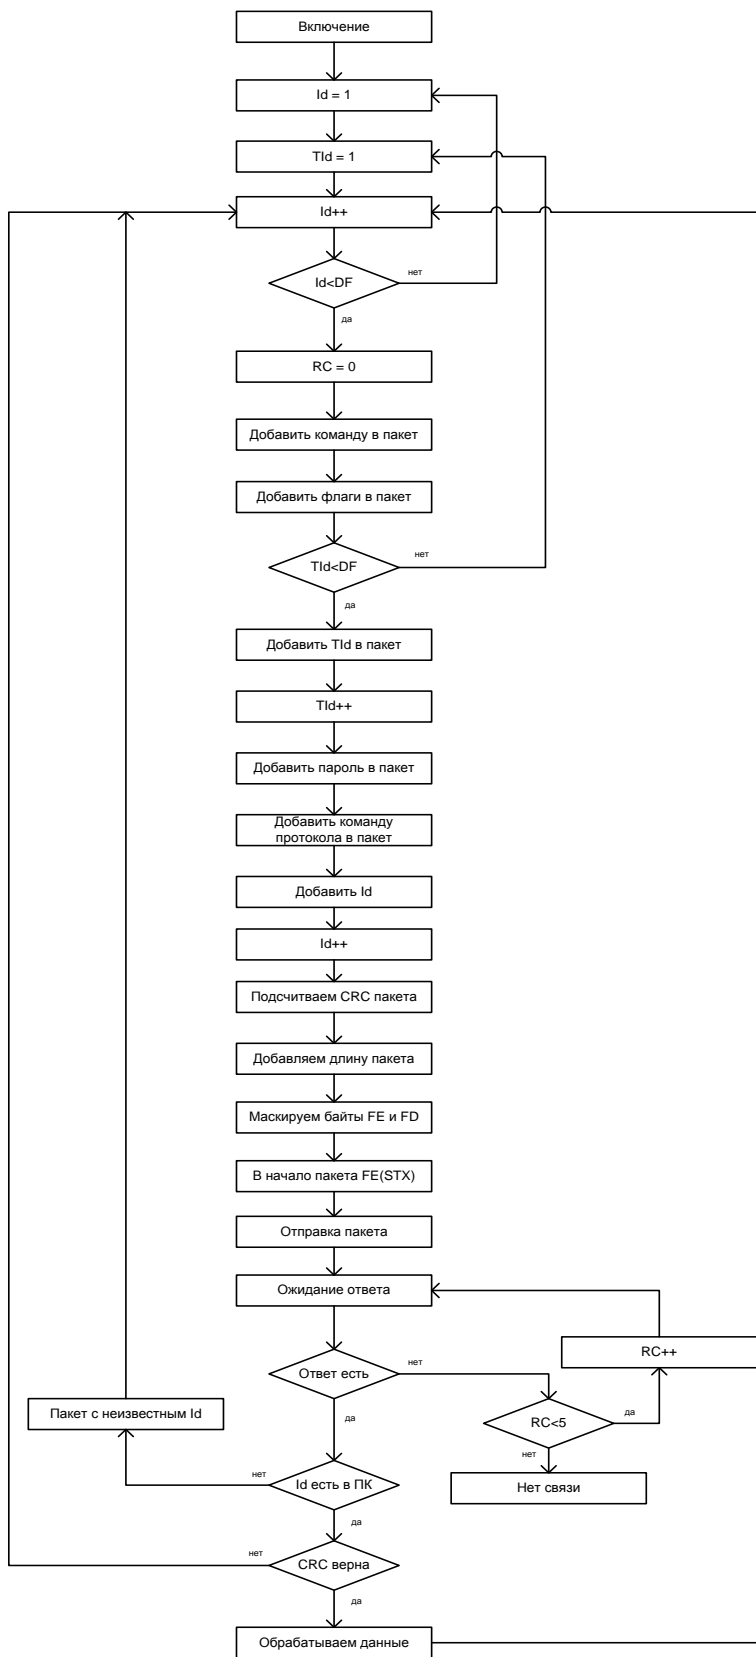 Включение
Id = 1
TId = 1
Id++
Id<DF
нет
да
RC = 0
Добавить команду в пакет
Добавить флаги в пакет
TId<DF
нет
да
Добавить TId в пакет
TId++
Добавить пароль в пакет
Добавить команду
протокола в пакет
Добавить Id
Id++
Подсчитваем CRC пакета
Добавляем длину пакета
Маскируем байты FE и FD
В начало пакета FE(STX)
Отправка пакета
Ожидание ответа
Ответ есть
нет
да
RC++
RC<5
да
нет
Нет связи
Пакет с неизвестным Id
Id есть в ПК
нет
да
CRC верна
нет
да
Обрабатываем данные